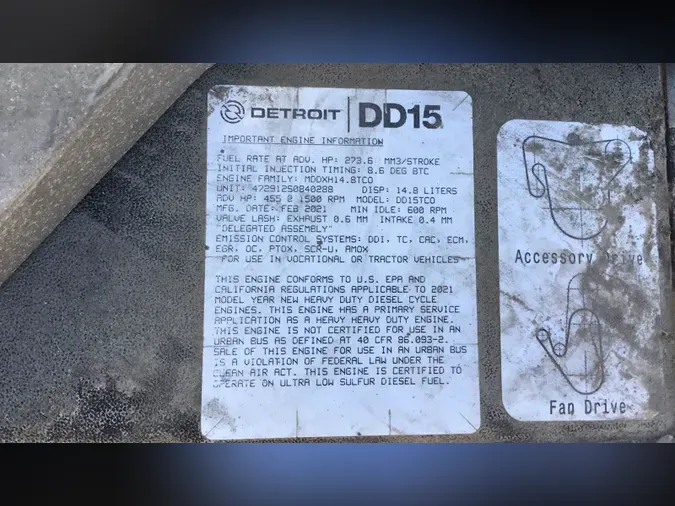 DETROIT DD15
IMPORTANT ENGINE INFORMATION
FUEL RATE AT ADV. HP: 273.6 MM3/STROKE
INITIAL INJECTION TIMING: 8.6 DEG BTC
ENGINE FAMILY: MDDXH14.8TCD
UNIT: 472912S0840288 DISP: 14.8 LITERS
ADV HP: 455 @ 1500 RPM MODEL: DD15TCO
MFG. DATE: FEB 2021 MIN IDLE: 600 RPM
VALVE LASH: EXHAUST 0.6 MM INTAKE 0.4 MM
"DELEGATED ASSEMBLY"
EMISSION CONTROL SYSTEMS: DDI, TC, CAC, ECM,
EGR, OC, PTOX, SCR-U, AMOX
FOR USE IN VOCATIONAL OR TRACTOR VEHICLES
THIS ENGINE CONFORMS TO U.S. EPA AND
CALIFORNIA REGULATIONS APPLICABLE TO 2021
MODEL YEAR NEW HEAVY DUTY DIESEL CYCLE
ENGINES. THIS ENGINE HAS A PRIMARY SERVICE
APPLICATION AS A HEAVY HEAVY DUTY ENGINE.
THIS ENGINE IS NOT CERTIFIED FOR USE IN AN
URBAN BUS AS DEFINED AT 40 CFR 86.093-2.
SALE OF THIS ENGINE FOR USE IN AN URBAN BUS
IS A VIOLATION OF FEDERAL LAW UNDER THE
CLEAN AIR ACT. THIS ENGINE IS CERTIFIED TO
OPERATE ON ULTRA LOW SULFUR DIESEL FUEL.
Accessory Drive
Fan Drive